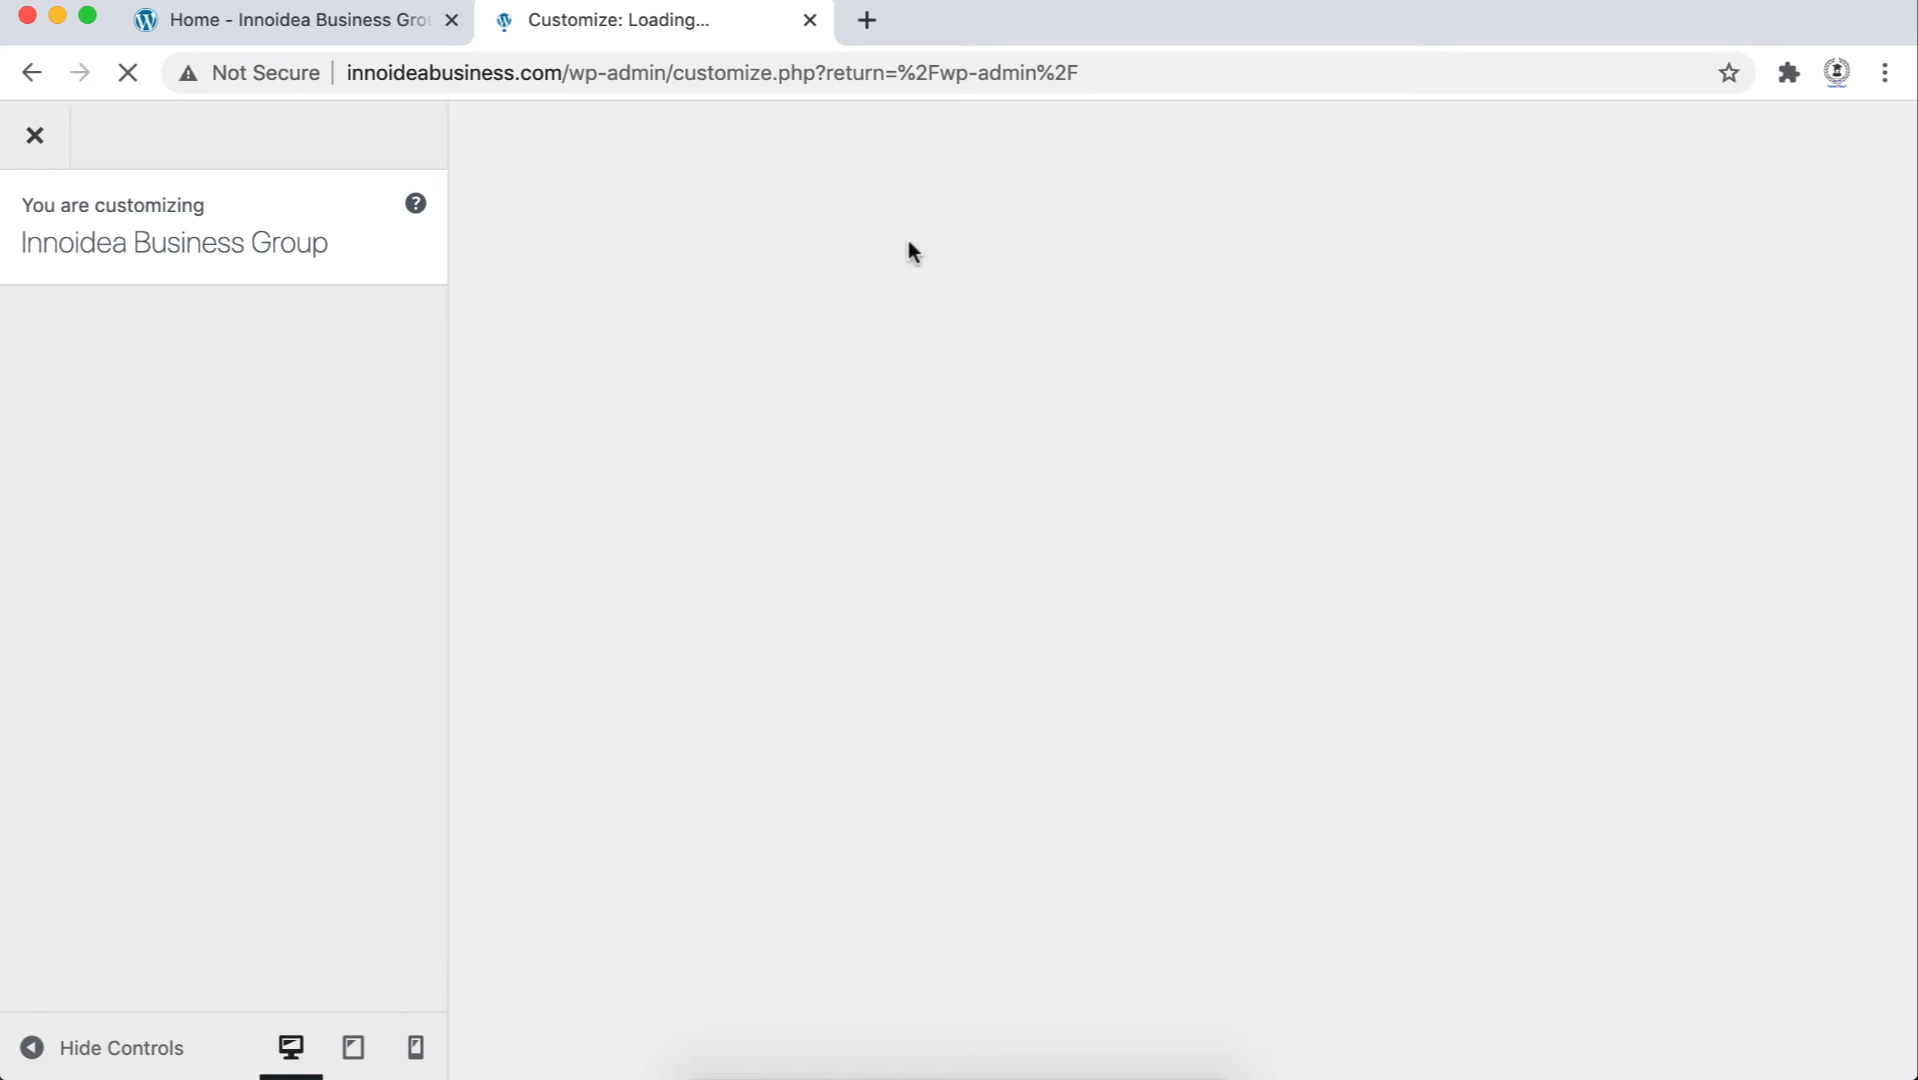 Home - Innoidea Business Gro
Customize: Loading...
Not Secure
innoideabusiness.com/wp-admin/customize.php?return=%2Fwp-admin%2F
You are customizing
Innoidea Business Group
Hide Controls